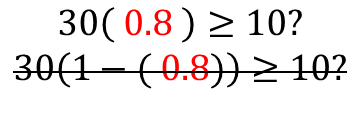 30( 0.8 ) ≥ 10?
30(1 − ( 0.8)) ≥ 10?